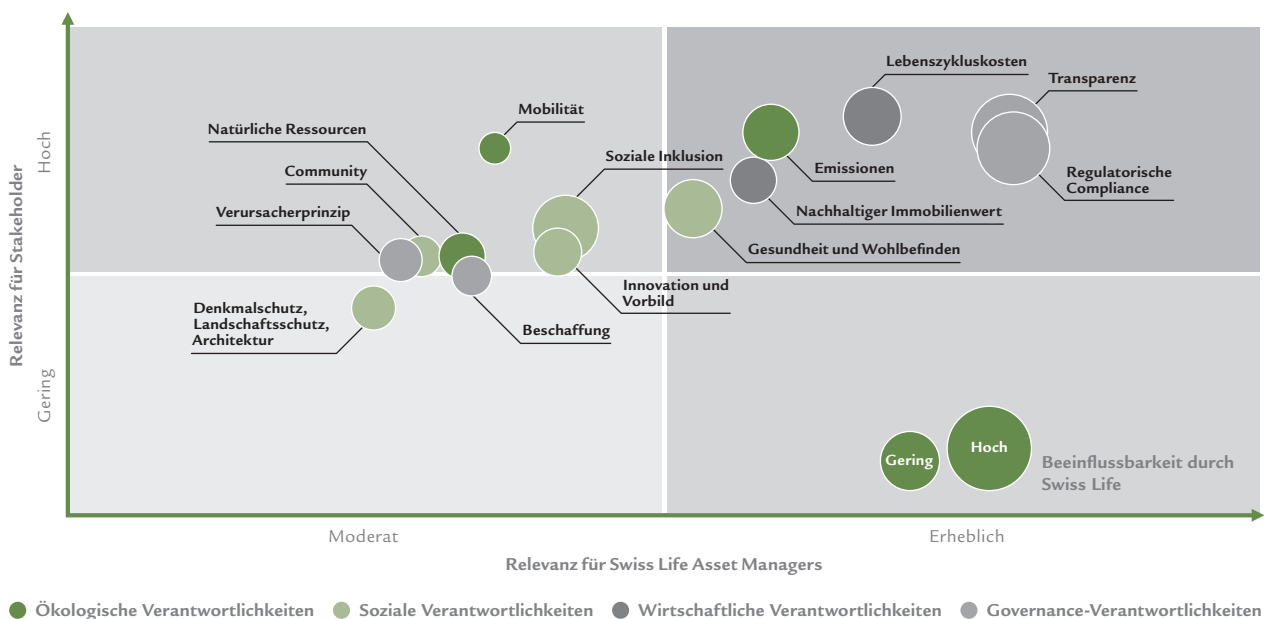 Relevanz für Stakeholder
Hoch
Gering
Lebenszykluskosten
Transparenz
Mobilität
Natürliche Ressourcen
Soziale Inklusion
Community
Emissionen
Regulatorische
Compliance
Verursacherprinzip
Nachhaltiger Immobilienwert
Gesundheit und Wohlbefinden
Innovation und
Vorbild
Denkmalschutz,
Landschaftsschutz,
Architektur
Beschaffung
Gering
Hoch
Beeinflussbarkeit durch
Swiss Life
Moderat
Erheblich
Relevanz für Swiss Life Asset Managers
Ökologische Verantwortlichkeiten
Soziale Verantwortlichkeiten
Wirtschaftliche Verantwortlichkeiten
Governance-Verantwortlichkeiten